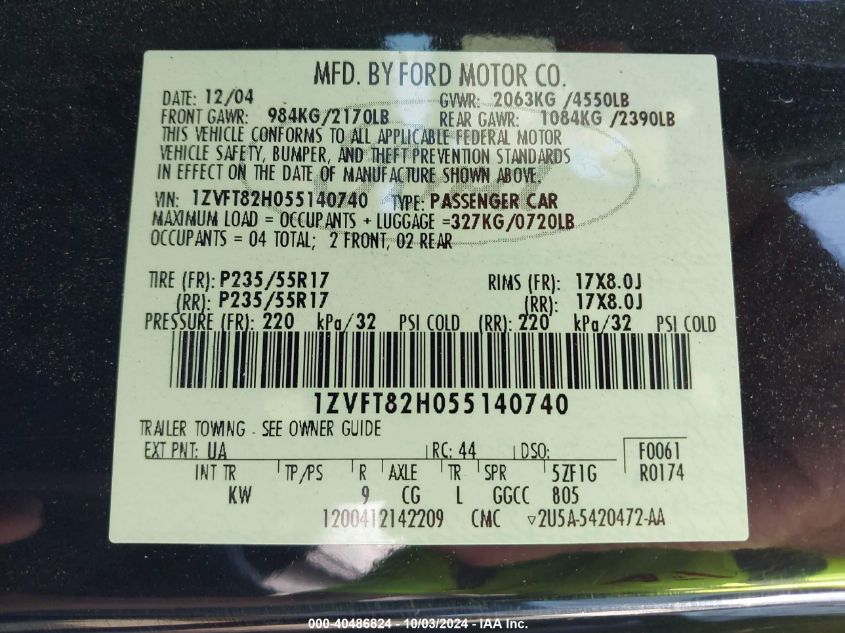 MFD. BY FORD MOTOR CO.
DATE: 12/04 GVWR: 2063KG /4550LB
FRONT GAWR: 984KG/2170LB REAR GAWR: 1084KG /2390LB
THIS VEHICLE CONFORMS TO ALL APPLICABLE FEDERAL MOTOR
VEHICLE SAFETY, BUMPER, AND THEFT PREVENTION STANDARDS
IN EFFECT ON THE DATE OF MANUFACTURE SHOWN ABOVE.
VIN: 1ZVFT82H055140740 TYPE: PASSENGER CAR
MAXIMUM LOAD = OCCUPANTS + LUGGAGE =327KG/0720LB
OCCUPANTS = 04 TOTAL; 2 FRONT, 02 REAR
TIRE (FR): P235/55R17 RIMS (FR): 17X8.0J
(RR): P235/55R17 (RR): 17X8.0J
PRESSURE (FR): 220 kPa/32 PSI COLD (RR): 220 kPa/32 PSI COLD
1ZVFT82H055140740
TRAILER TOWING - SEE OWNER GUIDE
EXT PNT: UA RC: 44 DSO: F0061
INT TR TP/PS R AXLE TR SPR 5ZF1G R0174
KW 9 CG L GGCC 805
1200412142209 CMC ▽2U5A-5420472-AA
000-40486824 - 10/03/2024 - IAA Inc.